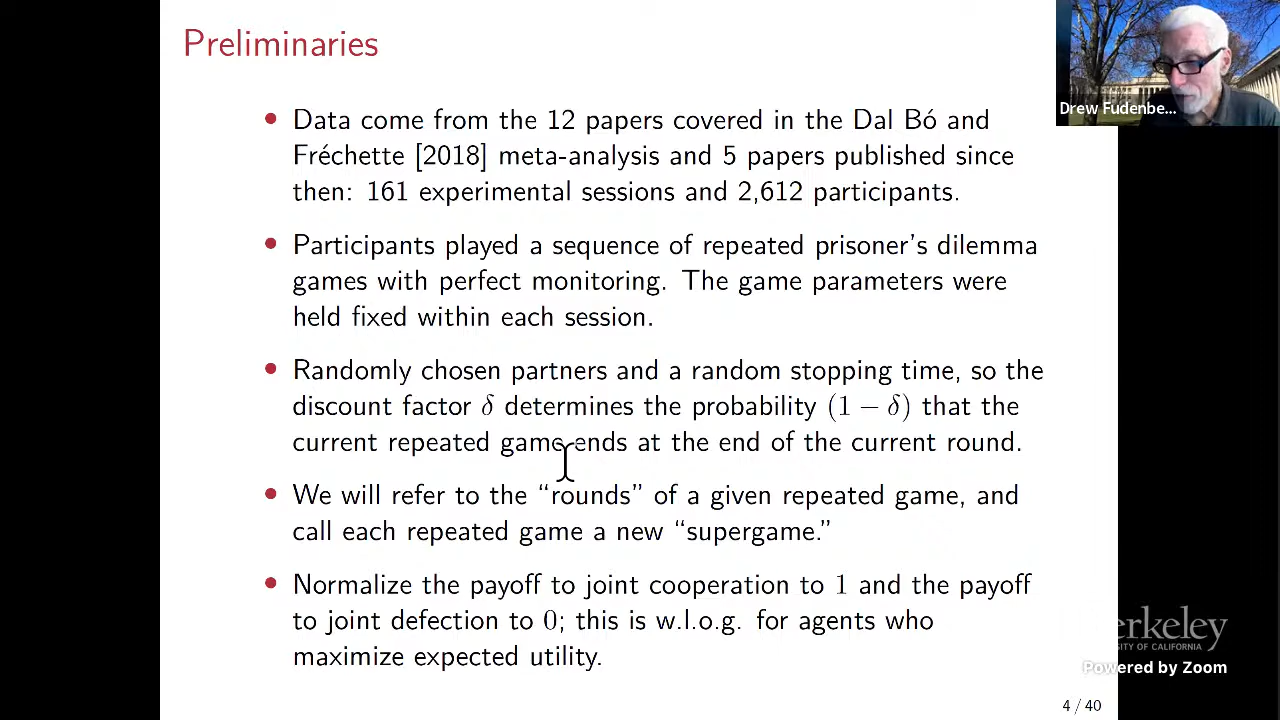 Preliminaries
Drew Fudenbe...
• Data come from the 12 papers covered in the Dal Bó and
Fréchette [2018] meta-analysis and 5 papers published since
then: 161 experimental sessions and 2,612 participants.
• Participants played a sequence of repeated prisoner's dilemma
games with perfect monitoring. The game parameters were
held fixed within each session.
• Randomly chosen partners and a random stopping time, so the
discount factor δ determines the probability (1 − δ) that the
current repeated game ends at the end of the current round.
• We will refer to the “rounds” of a given repeated game, and
call each repeated game a new “supergame.”
• Normalize the payoff to joint cooperation to 1 and the payoff
to joint defection to 0; this is w.l.o.g. for agents who
maximize expected utility.
erkeley
SITY OF CALIFORNIA
Powered by Zoom
4 / 40